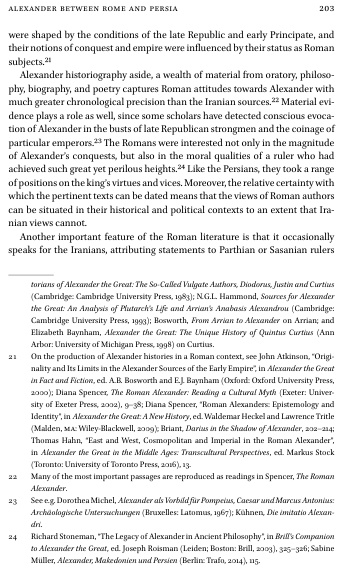 ALEXANDER BETWEEN ROME AND PERSIA 203
were shaped by the conditions of the late Republic and early Principate, and
their notions of conquest and empire were influenced by their status as Roman
subjects.21
Alexander historiography aside, a wealth of material from oratory, philoso-
phy, biography, and poetry captures Roman attitudes towards Alexander with
much greater chronological precision than the Iranian sources.22 Material evi-
dence plays a role as well, since some scholars have detected conscious evoca-
tion of Alexander in the busts of late Republican strongmen and the coinage of
particular emperors.23 The Romans were interested not only in the magnitude
of Alexander's conquests, but also in the moral qualities of a ruler who had
achieved such great yet perilous heights.24 Like the Persians, they took a range
of positions on the king's virtues and vices. Moreover, the relative certainty with
which the pertinent texts can be dated means that the views of Roman authors
can be situated in their historical and political contexts to an extent that Ira-
nian views cannot.
Another important feature of the Roman literature is that it occasionally
speaks for the Iranians, attributing statements to Parthian or Sasanian rulers
torians of Alexander the Great: The So-Called Vulgate Authors, Diodorus, Justin and Curtius
(Cambridge: Cambridge University Press, 1983); N.G.L. Hammond, Sources for Alexander
the Great: An Analysis of Plutarch's Life and Arrian's Anabasis Alexandrou (Cambridge:
Cambridge University Press, 1993); Bosworth, From Arrian to Alexander on Arrian; and
Elizabeth Baynham, Alexander the Great: The Unique History of Quintus Curtius (Ann
Arbor: University of Michigan Press, 1998) on Curtius.
21 On the production of Alexander histories in a Roman context, see John Atkinson, "Origi-
nality and Its Limits in the Alexander Sources of the Early Empire", in Alexander the Great
in Fact and Fiction, ed. A.B. Bosworth and E.J. Baynham (Oxford: Oxford University Press,
2000); Diana Spencer, The Roman Alexander: Reading a Cultural Myth (Exeter: Univer-
sity of Exeter Press, 2002), 9–38; Diana Spencer, "Roman Alexanders: Epistemology and
Identity", in Alexander the Great: A New History, ed. Waldemar Heckel and Lawrence Tritle
(Malden, MA: Wiley-Blackwell, 2009); Briant, Darius in the Shadow of Alexander, 202–214;
Thomas Hahn, "East and West, Cosmopolitan and Imperial in the Roman Alexander",
in Alexander the Great in the Middle Ages: Transcultural Perspectives, ed. Markus Stock
(Toronto: University of Toronto Press, 2016), 13.
22 Many of the most important passages are reproduced as readings in Spencer, The Roman
Alexander.
23 See e.g. Dorothea Michel, Alexander als Vorbild für Pompeius, Caesar und Marcus Antonius:
Archäologische Untersuchungen (Bruxelles: Latomus, 1967); Kühnen, Die imitatio Alexan-
dri.
24 Richard Stoneman, "The Legacy of Alexander in Ancient Philosophy", in Brill's Companion
to Alexander the Great, ed. Joseph Roisman (Leiden; Boston: Brill, 2003), 325–326; Sabine
Müller, Alexander, Makedonien und Persien (Berlin: Trafo, 2014), 115.